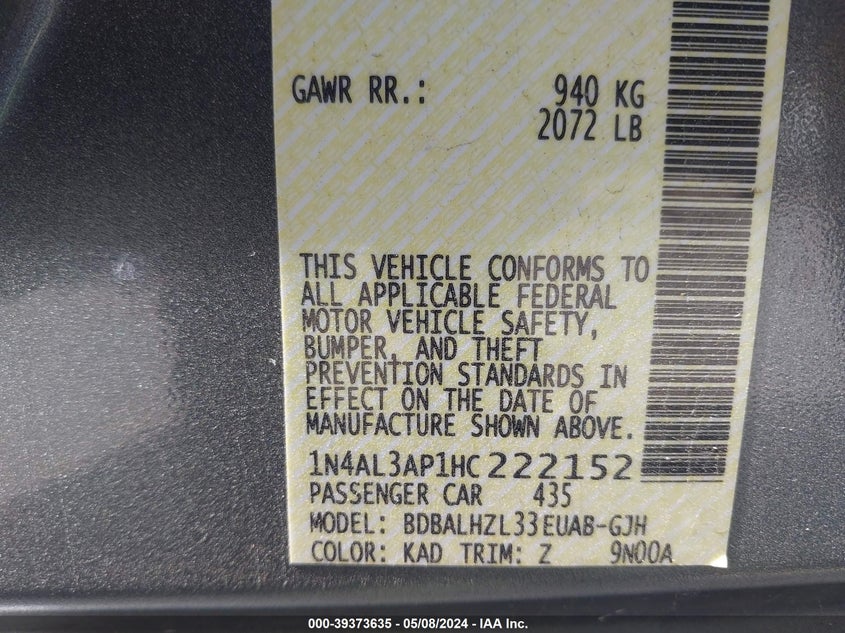 GAWR RR.: 940 KG
2072 LB
THIS VEHICLE CONFORMS TO
ALL APPLICABLE FEDERAL
MOTOR VEHICLE SAFETY,
BUMPER, AND THEFT
PREVENTION STANDARDS IN
EFFECT ON THE DATE OF
MANUFACTURE SHOWN ABOVE.
1N4AL3AP1HC222152
PASSENGER CAR 435
MODEL: BDBALHZL33EUAB-GJH
COLOR: KAD TRIM: Z 9N00A
000-39373635 - 05/08/2024 - IAA Inc.